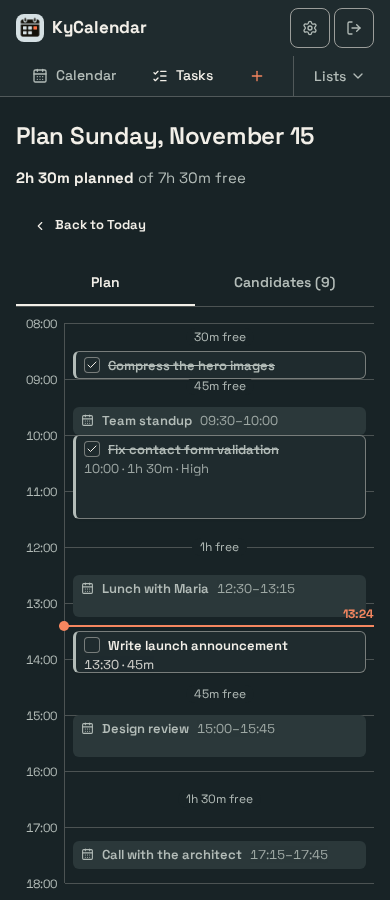 KyCalendar
Calendar Tasks + Lists
Plan Sunday, November 15
2h 30m planned of 7h 30m free
Back to Today
Plan Candidates (9)
08:00
30m free
Compress the hero images
09:00
45m free
Team standup 09:30–10:00
10:00
Fix contact form validation
10:00 · 1h 30m · High
11:00
12:00
1h free
Lunch with Maria 12:30–13:15
13:00
13:24
Write launch announcement
13:30 · 45m
14:00
45m free
15:00
Design review 15:00–15:45
16:00
1h 30m free
17:00
Call with the architect 17:15–17:45
18:00